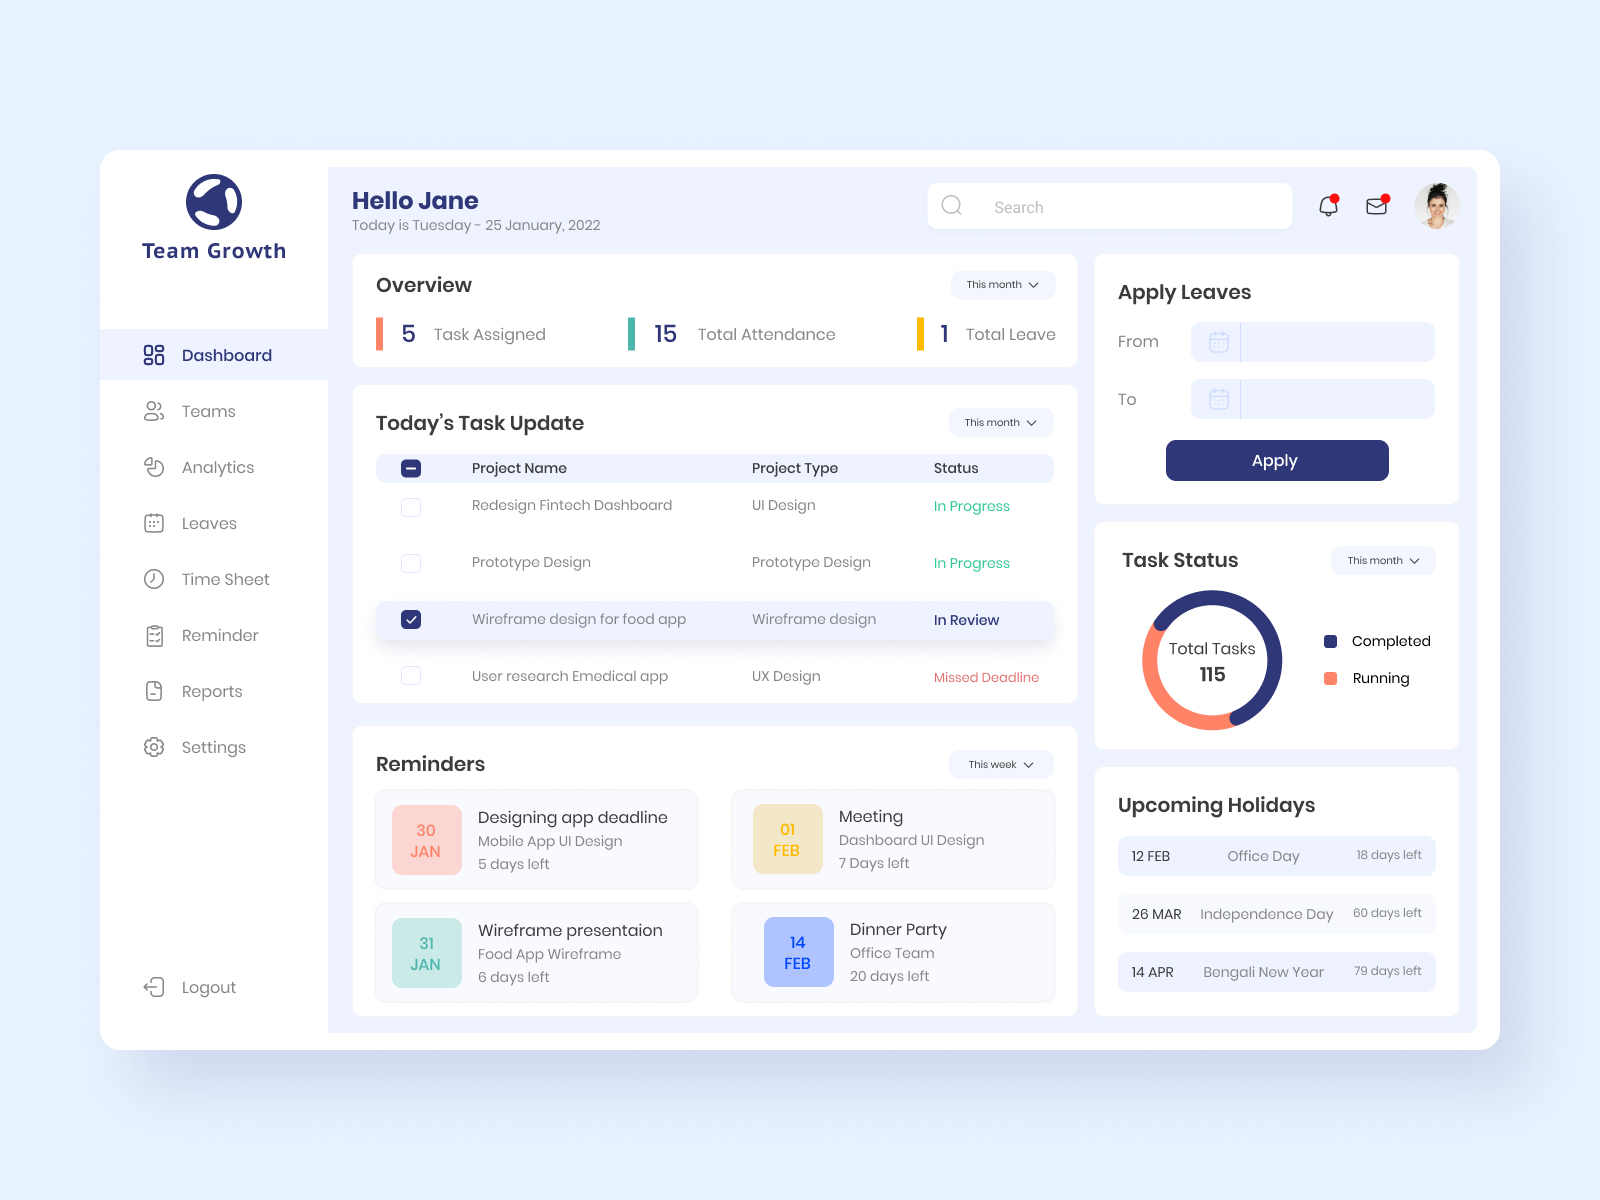 Team Growth
Dashboard
Teams
Analytics
Leaves
Time Sheet
Reminder
Reports
Settings
Logout
Hello Jane
Today is Tuesday - 25 January, 2022
Search
Overview
This month
5 Task Assigned
15 Total Attendance
1 Total Leave
Today’s Task Update
This month
Project Name Project Type Status
Redesign Fintech Dashboard UI Design In Progress
Prototype Design Prototype Design In Progress
Wireframe design for food app Wireframe design In Review
User research Emedical app UX Design Missed Deadline
Reminders
This week
30
JAN
Designing app deadline
Mobile App UI Design
5 days left
01
FEB
Meeting
Dashboard UI Design
7 Days left
31
JAN
Wireframe presentaion
Food App Wireframe
6 days left
14
FEB
Dinner Party
Office Team
20 days left
Apply Leaves
From
To
Apply
Task Status
This month
Total Tasks
115
Completed
Running
Upcoming Holidays
12 FEB Office Day 18 days left
26 MAR Independence Day 60 days left
14 APR Bengali New Year 79 days left